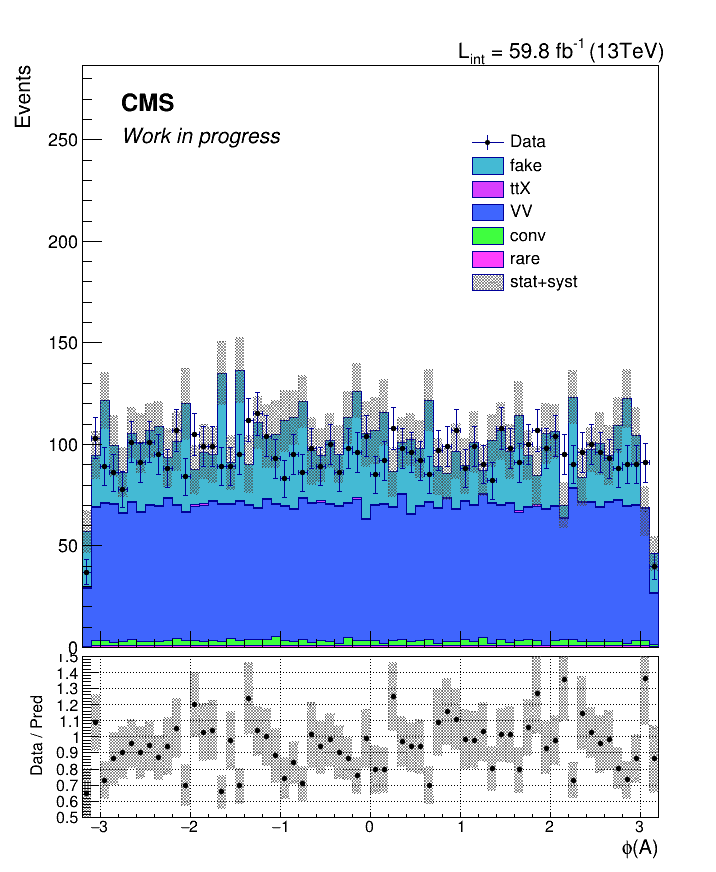 L_int = 59.8 fb^-1 (13TeV)
Events
CMS
Work in progress
250
200
150
100
50
0
Data
fake
ttX
VV
conv
rare
stat+syst
Data / Pred
1.5
1.4
1.3
1.2
1.1
1
0.9
0.8
0.7
0.6
0.5
−3 −2 −1 0 1 2 3
ϕ(A)